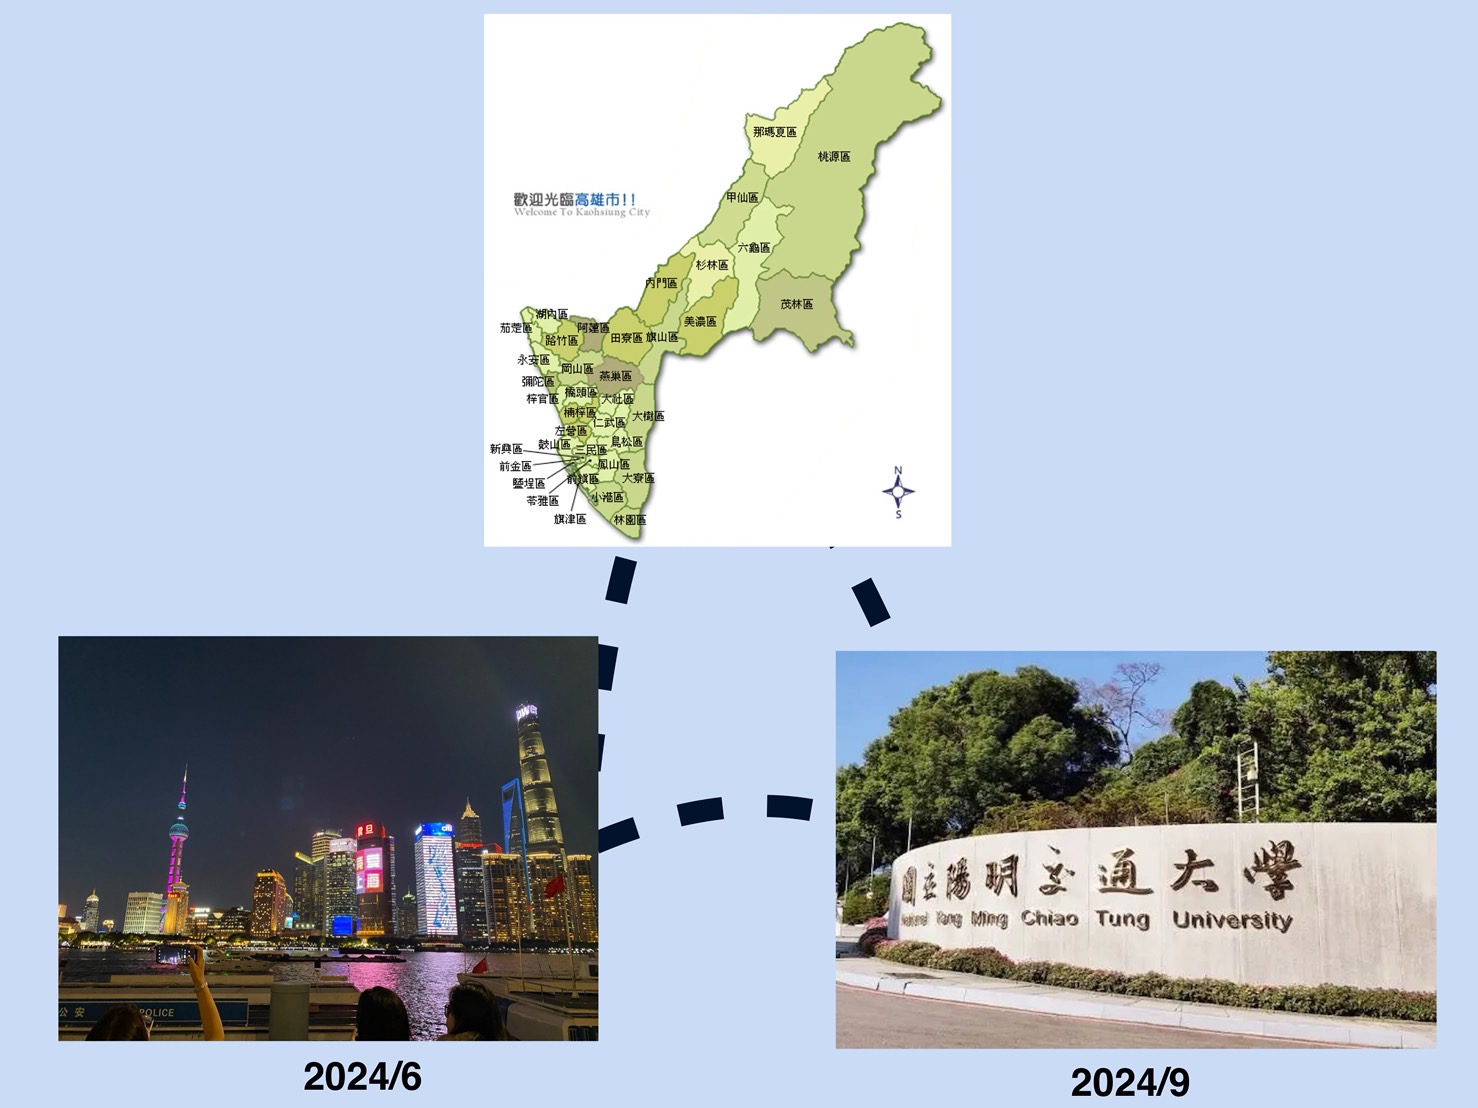 那瑪夏區
桃源區
歡迎光臨高雄市!!
Welcome To Kaohsiung City
甲仙區
六龜區
杉林區
內門區
茂林區
湖內區
美濃區
茄萣區
阿蓮區
路竹區
田寮區
旗山區
永安區
岡山區
燕巢區
彌陀區
橋頭區
梓官區
大社區
楠梓區
大樹區
仁武區
左營區
鼓山區
鳥松區
新興區
三民區
前金區
鳳山區
鹽埕區
前鎮區
大寮區
苓雅區
小港區
旗津區
林園區
N
S
公安 POLICE
國立陽明交通大學
National Yang Ming Chiao Tung University
2024/6
2024/9